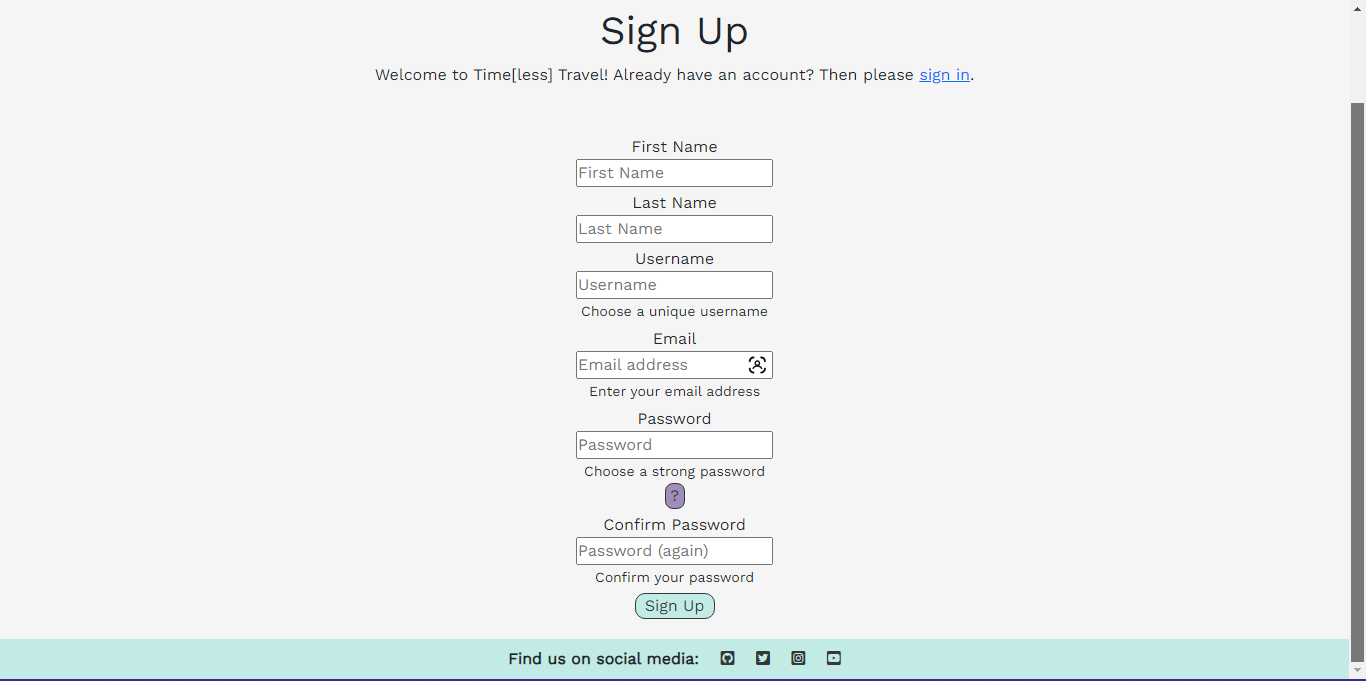 Sign Up
Welcome to Time[less] Travel! Already have an account? Then please sign in.
First Name
First Name
Last Name
Last Name
Username
Username
Choose a unique username
Email
Email address
Enter your email address
Password
Password
Choose a strong password
?
Confirm Password
Password (again)
Confirm your password
Sign Up
Find us on social media: